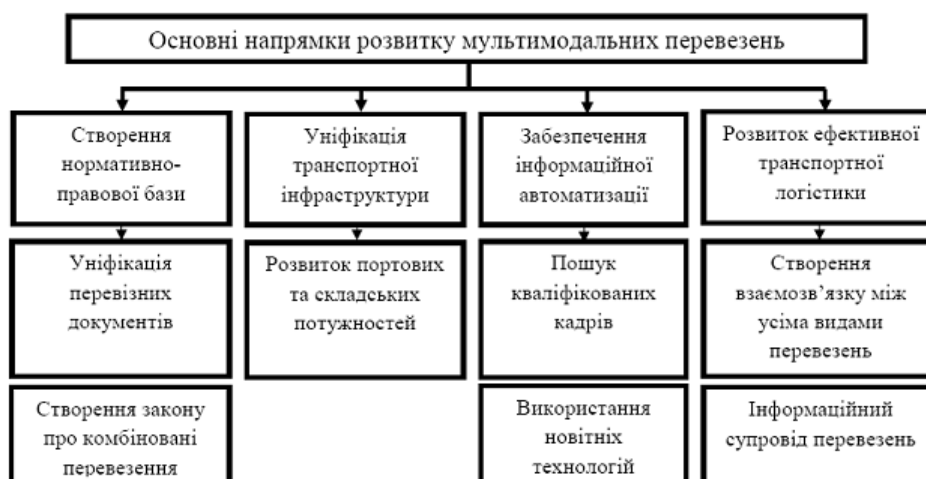 Основні напрямки розвитку мультимодальних перевезень
Створення
нормативно-
правової бази
Уніфікація
транспортної
інфраструктури
Забезпечення
інформаційної
автоматизації
Розвиток ефективної
транспортної
логістики
Уніфікація
перевізних
документів
Розвиток портових
та складських
потужностей
Пошук
кваліфікованих
кадрів
Створення
взаємозв’язку між
усіма видами
перевезень
Створення закону
про комбіновані
перевезення
Використання
новітніх
технологій
Інформаційний
супровід перевезень